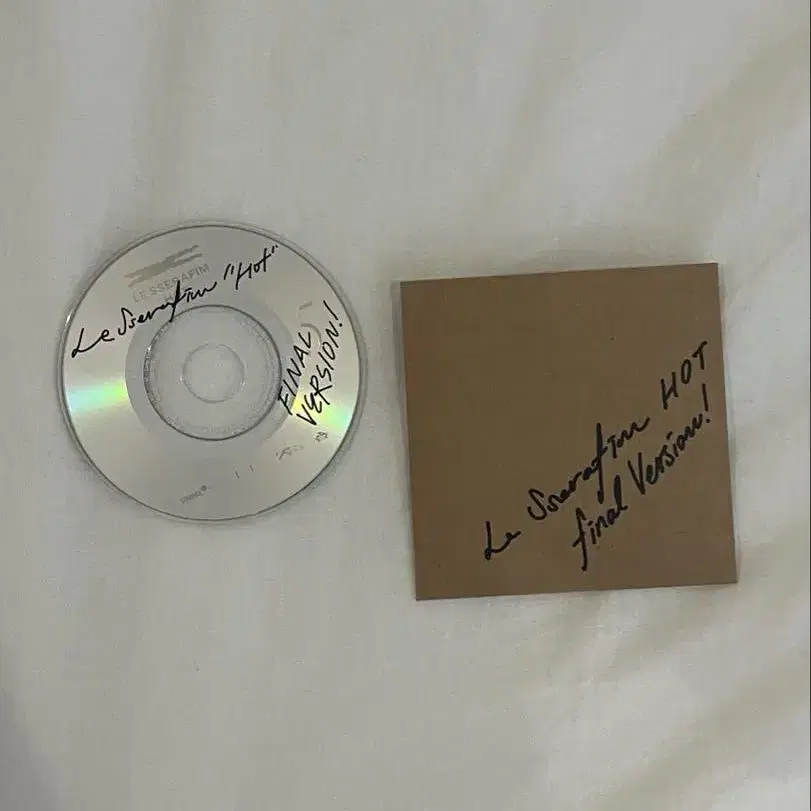 LE SSERAFIM
Le Sserafim "Hot"
FINAL
VERSION!
Le Sserafim HOT
final Version!